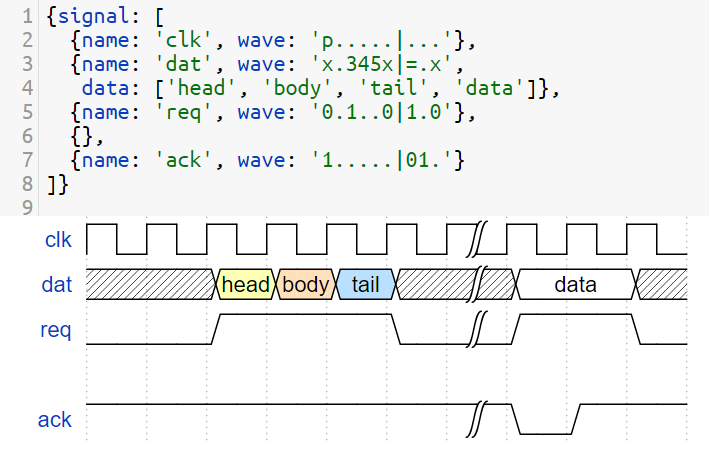 1 {signal: [
2   {name: 'clk', wave: 'p.....|...'},
3   {name: 'dat', wave: 'x.345x|=.x',
4    data: ['head', 'body', 'tail', 'data']},
5   {name: 'req', wave: '0.1..0|1.0'},
6   {},
7   {name: 'ack', wave: '1.....|01.'}
8 ]}
9
clk
dat head body tail data
req
ack